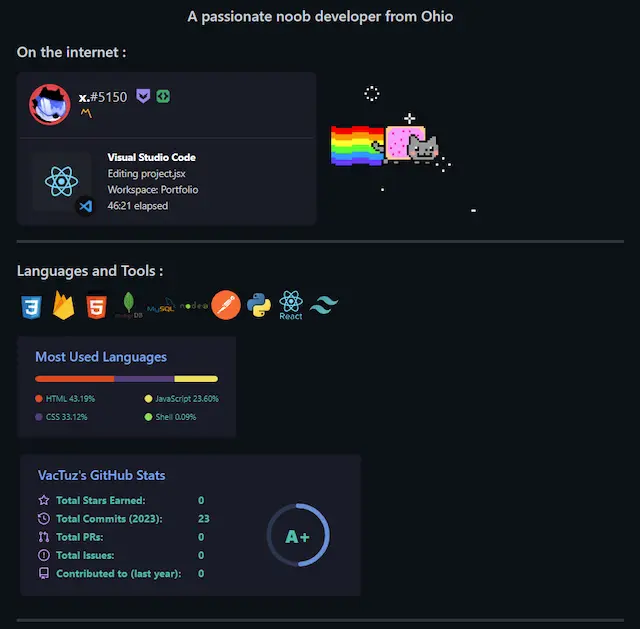 A passionate noob developer from Ohio
On the internet :
x.#5150
Visual Studio Code
Editing project.jsx
Workspace: Portfolio
46:21 elapsed
Languages and Tools :
3 5 MySQL React
Most Used Languages
HTML 43.19% JavaScript 23.60%
CSS 33.12% Shell 0.09%
VacTuz's GitHub Stats
Total Stars Earned: 0
Total Commits (2023): 23
Total PRs: 0
Total Issues: 0
Contributed to (last year): 0
A+